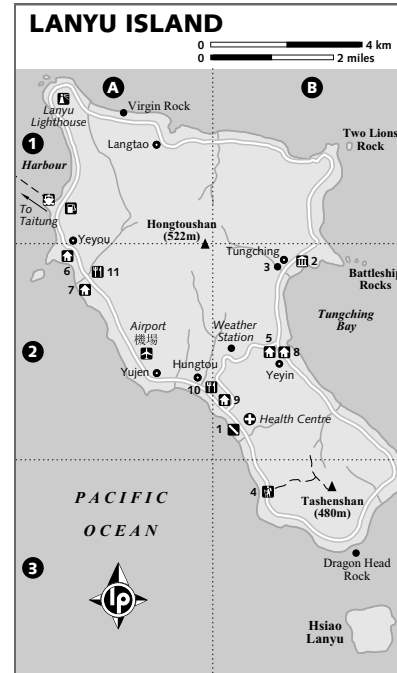 LANYU ISLAND
0 4 km
0 2 miles
A
B
Lanyu
Lighthouse
Virgin Rock
Two Lions
Rock
1
Langtao
Harbour
To
Taitung
Hongtoushan
(522m)
Yeyou
Tungching
3
2
6
11
Battleship
Rocks
7
Tungching
Bay
Airport
機場
Weather
Station
5
8
2
Yujen
Hungtou
Yeyin
10
9
Health Centre
1
4
PACIFIC
OCEAN
Tashenshan
(480m)
3
Dragon Head
Rock
lp
Hsiao
Lanyu